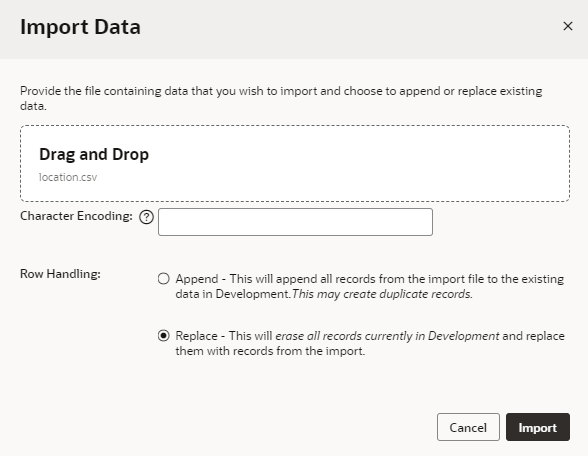 Import Data
×
Provide the file containing data that you wish to import and choose to append or replace existing
data.
Drag and Drop
location.csv
Character Encoding: ?
Row Handling:
Append - This will append all records from the import file to the existing
data in Development.This may create duplicate records.
Replace - This will erase all records currently in Development and replace
them with records from the import.
Cancel
Import